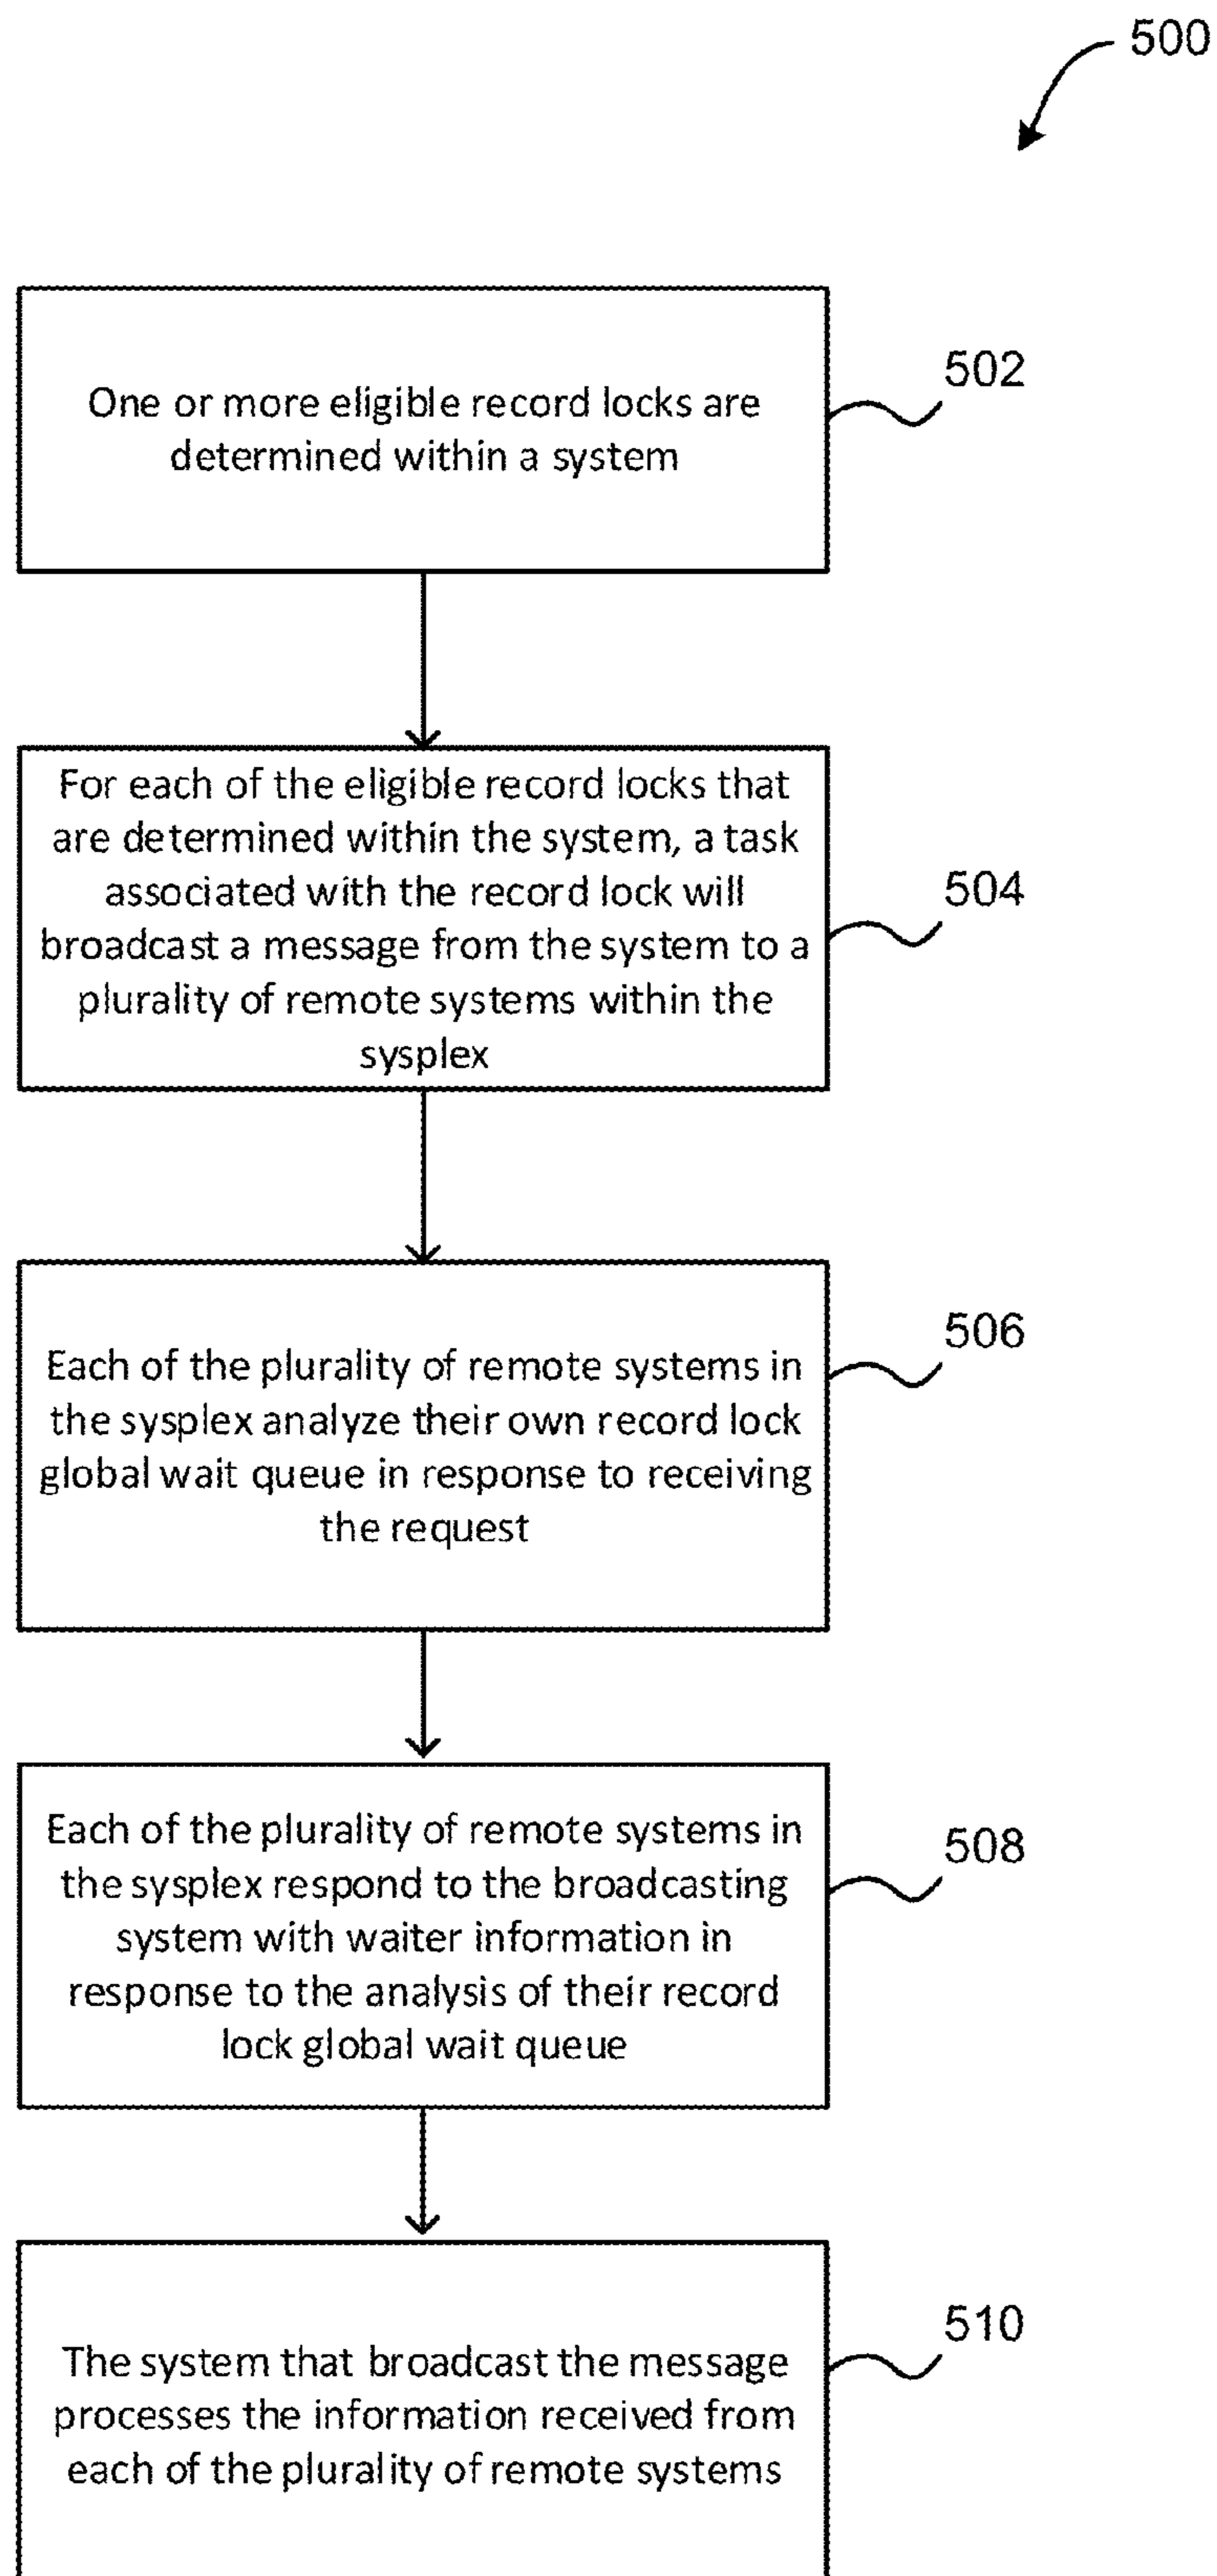 500
One or more eligible record locks are
determined within a system
502
For each of the eligible record locks that
are determined within the system, a task
associated with the record lock will
broadcast a message from the system to a
plurality of remote systems within the
sysplex
504
Each of the plurality of remote systems in
the sysplex analyze their own record lock
global wait queue in response to receiving
the request
506
Each of the plurality of remote systems in
the sysplex respond to the broadcasting
system with waiter information in
response to the analysis of their record
lock global wait queue
508
The system that broadcast the message
processes the information received from
each of the plurality of remote systems
510